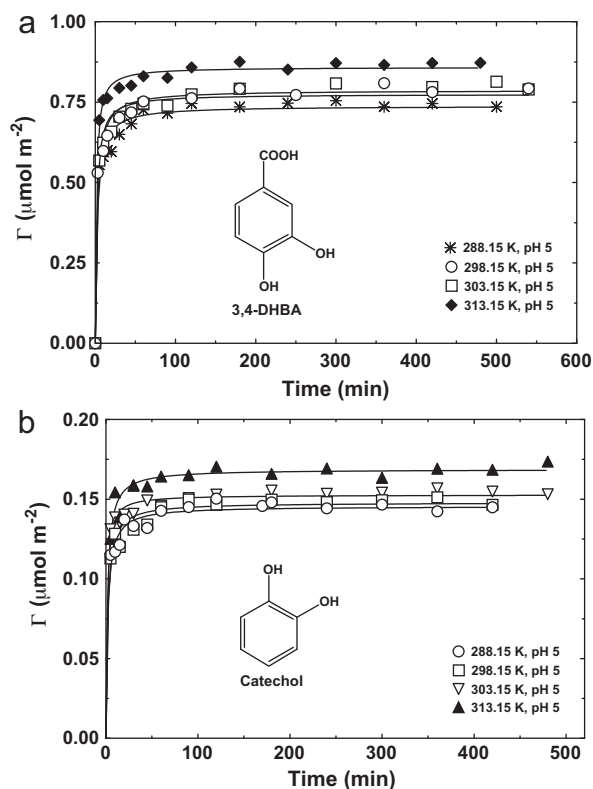 a
1.00
0.75
0.50
0.25
0.00
Γ (μmol m⁻²)
COOH
OH
OH
3,4-DHBA
288.15 K, pH 5
298.15 K, pH 5
303.15 K, pH 5
313.15 K, pH 5
0 100 200 300 400 500 600
Time (min)
b
0.20
0.15
0.10
0.05
0.00
Γ (μmol m⁻²)
OH
OH
Catechol
288.15 K, pH 5
298.15 K, pH 5
303.15 K, pH 5
313.15 K, pH 5
0 100 200 300 400 500
Time (min)